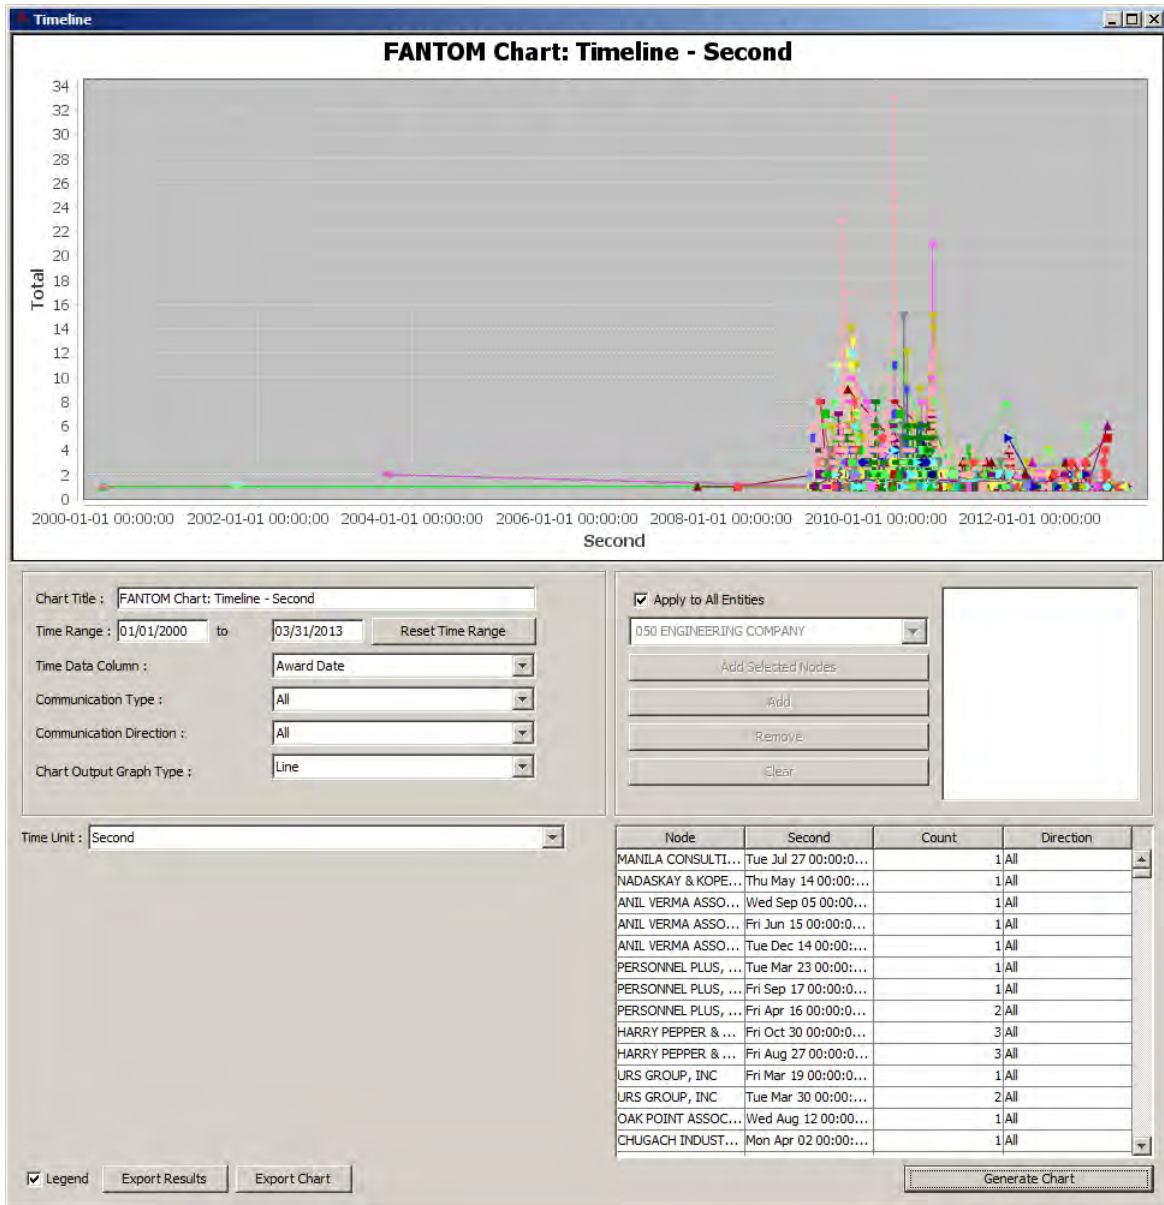 Timeline
FANTOM Chart: Timeline - Second
34
32
30
28
26
24
22
20
18
16
14
12
10
8
6
4
2
0
Total
2000-01-01 00:00:00 2002-01-01 00:00:00 2004-01-01 00:00:00 2006-01-01 00:00:00 2008-01-01 00:00:00 2010-01-01 00:00:00 2012-01-01 00:00:00
Second
Chart Title : FANTOM Chart: Timeline - Second
Time Range : 01/01/2000 to 03/31/2013 Reset Time Range
Time Data Column : Award Date
Communication Type : All
Communication Direction : All
Chart Output Graph Type : Line
Apply to All Entities
050 ENGINEERING COMPANY
Add Selected Nodes
Add
Remove
Clear
Time Unit : Second
Node Second Count Direction
MANILA CONSULTI... Tue Jul 27 00:00:0... 1 All
NADASKAY & KOPE... Thu May 14 00:00:... 1 All
ANIL VERMA ASSO... Wed Sep 05 00:00... 1 All
ANIL VERMA ASSO... Fri Jun 15 00:00:0... 1 All
ANIL VERMA ASSO... Tue Dec 14 00:00:... 1 All
PERSONNEL PLUS, ... Tue Mar 23 00:00:... 1 All
PERSONNEL PLUS, ... Fri Sep 17 00:00:0... 1 All
PERSONNEL PLUS, ... Fri Apr 16 00:00:0... 2 All
HARRY PEPPER & ... Fri Oct 30 00:00:0... 3 All
HARRY PEPPER & ... Fri Aug 27 00:00:0... 3 All
URS GROUP, INC Fri Mar 19 00:00:0... 1 All
URS GROUP, INC Tue Mar 30 00:00:... 2 All
OAK POINT ASSOC... Wed Aug 12 00:00... 1 All
CHUGACH INDUST... Mon Apr 02 00:00:... 1 All
Legend Export Results Export Chart Generate Chart